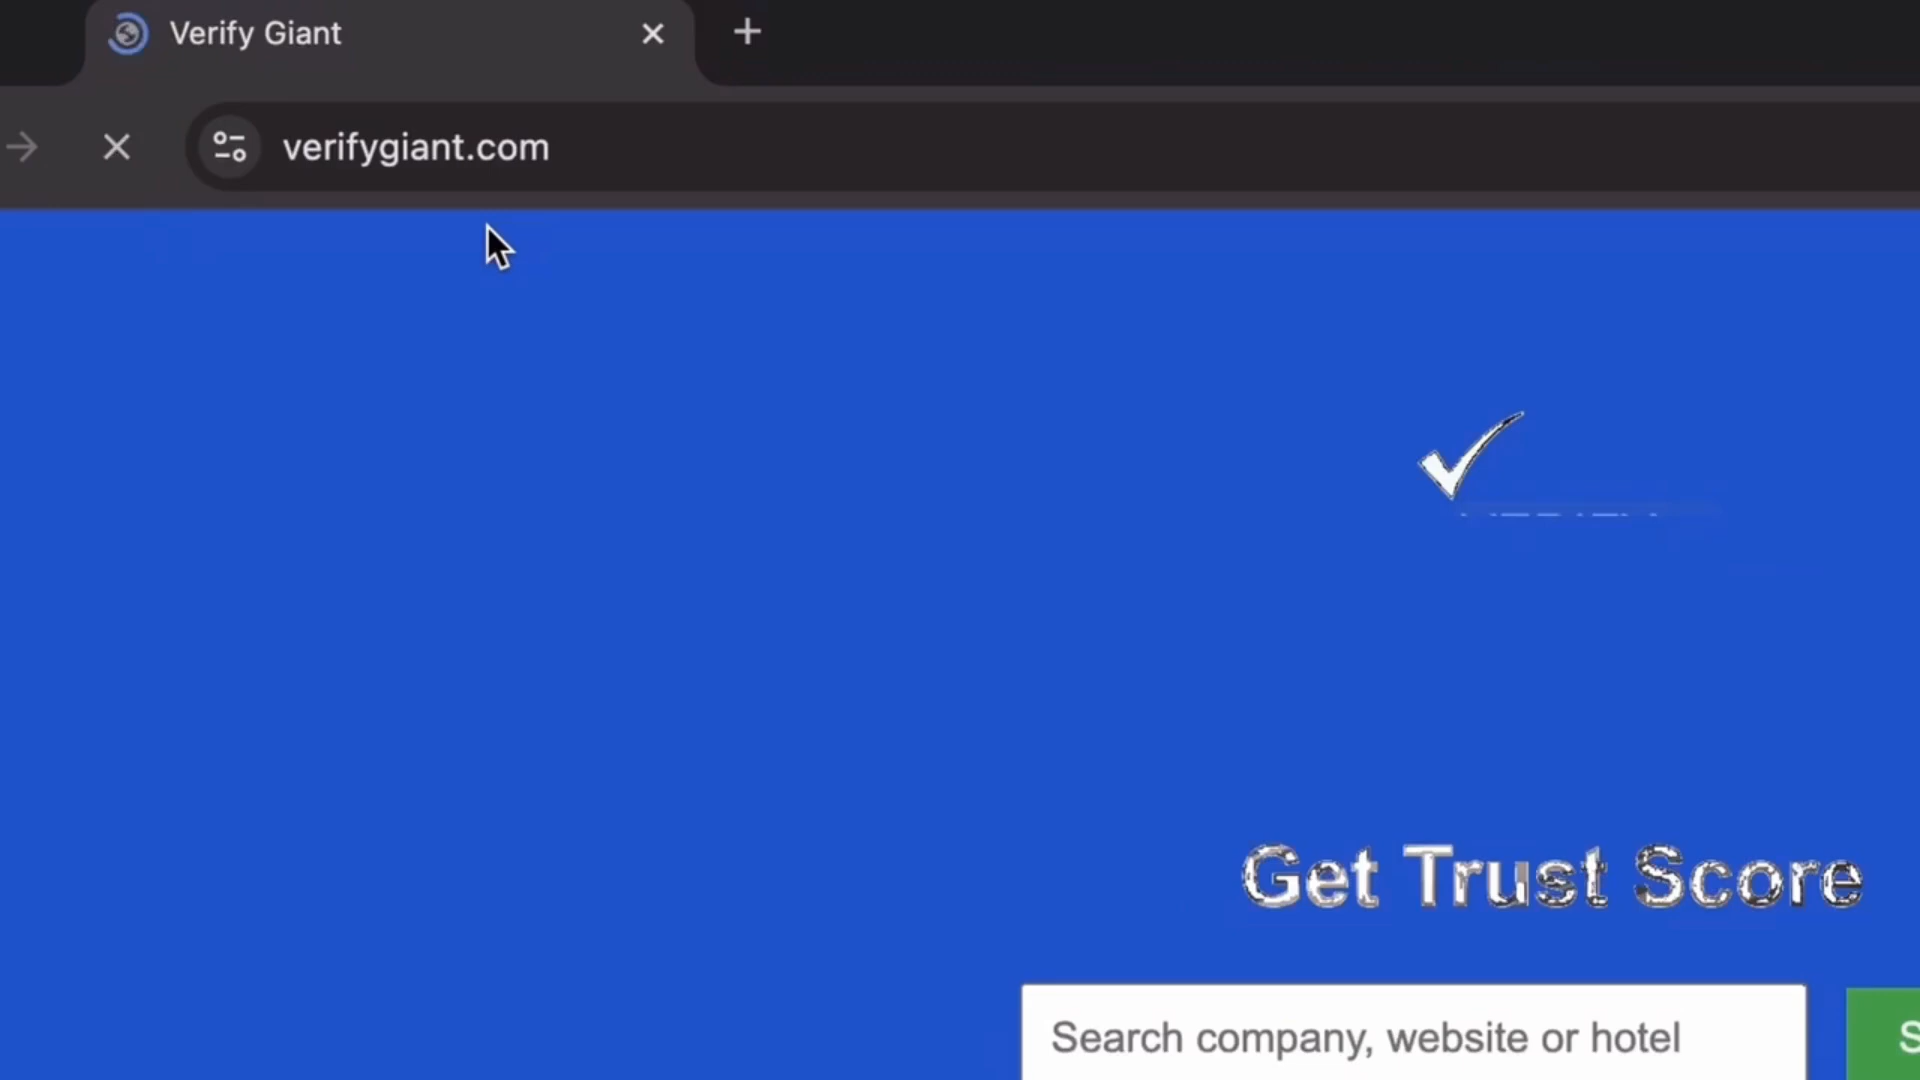 Verify Giant
verifygiant.com
Get Trust Score
Search company, website or hotel
S